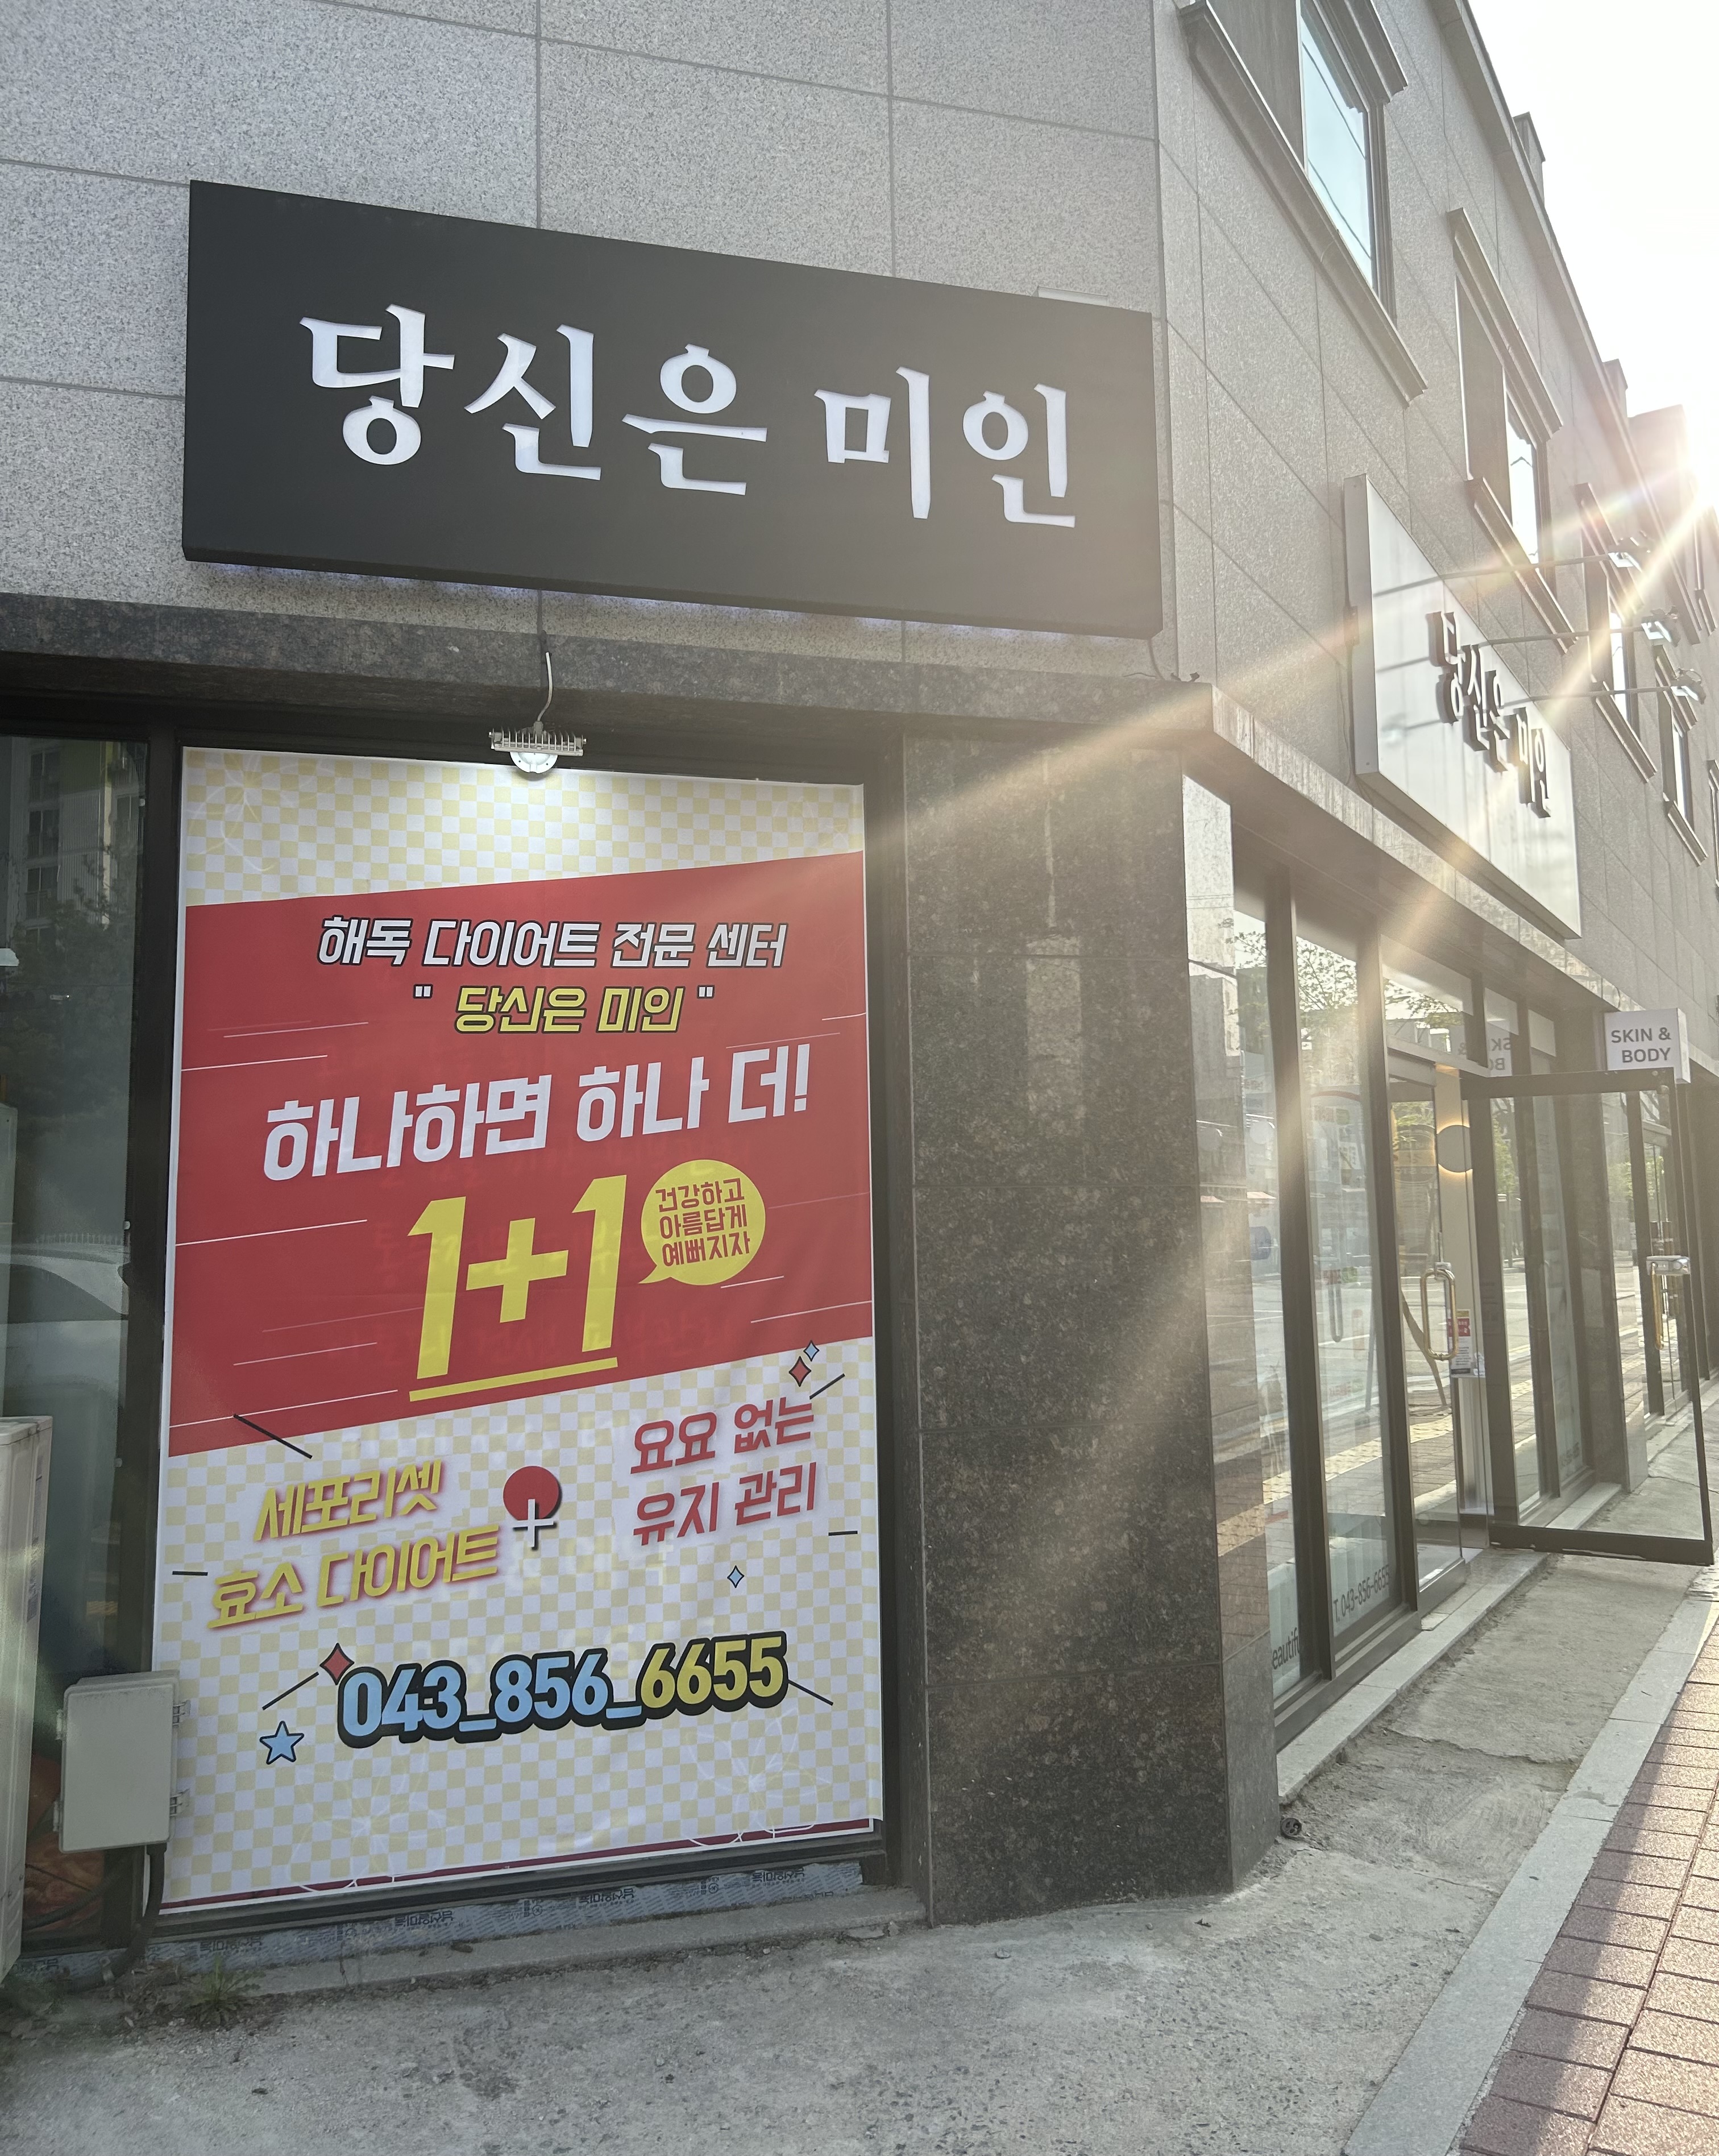 당신은 미인
당신은 미인
해독 다이어트 전문 센터
" 당신은 미인 "
하나하면 하나 더!
1+1
건강하고
아름답게
예뻐지자
세포리셋
효소 다이어트
+
요요 없는
유지 관리
043_856_6655
SKIN &
BODY
T. 043-856-6655